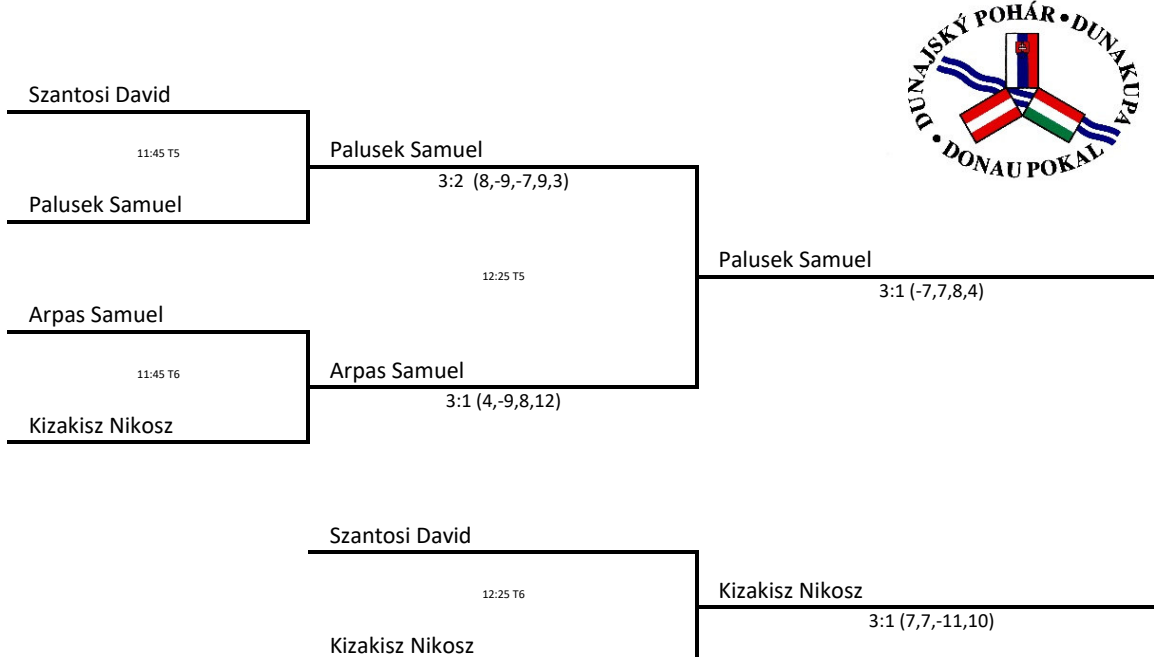 DUNAJSKÝ POHÁR • DUNAKUPA • DONAU POKAL
Szantosi David
11:45 T5
Palusek Samuel
3:2  (8,-9,-7,9,3)
Palusek Samuel
12:25 T5
Palusek Samuel
3:1 (-7,7,8,4)
Arpas Samuel
11:45 T6
Arpas Samuel
3:1 (4,-9,8,12)
Kizakisz Nikosz
Szantosi David
12:25 T6
Kizakisz Nikosz
3:1 (7,7,-11,10)
Kizakisz Nikosz